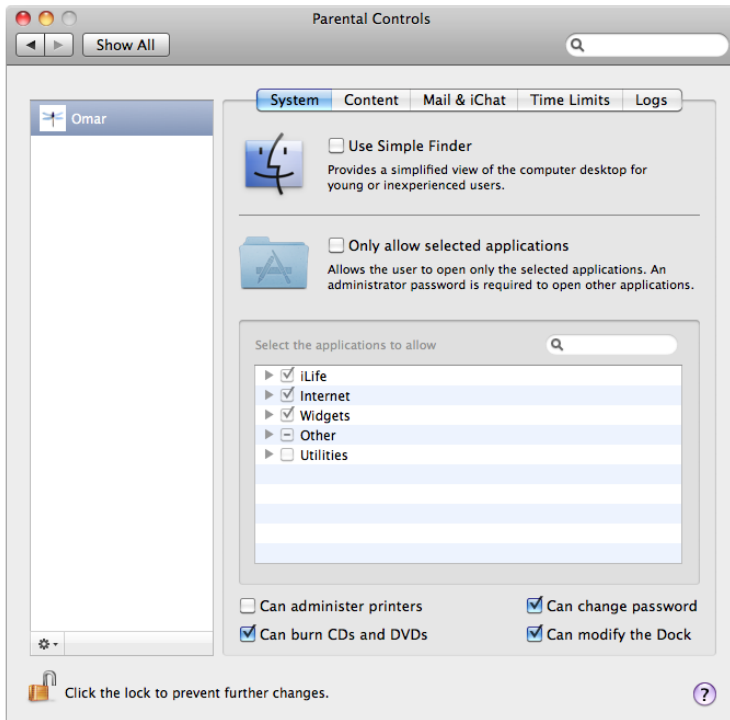 Parental Controls
Show All
Omar
System Content Mail & iChat Time Limits Logs
Use Simple Finder
Provides a simplified view of the computer desktop for
young or inexperienced users.
Only allow selected applications
Allows the user to open only the selected applications. An
administrator password is required to open other applications.
Select the applications to allow
iLife
Internet
Widgets
Other
Utilities
Can administer printers Can change password
Can burn CDs and DVDs Can modify the Dock
Click the lock to prevent further changes.
?